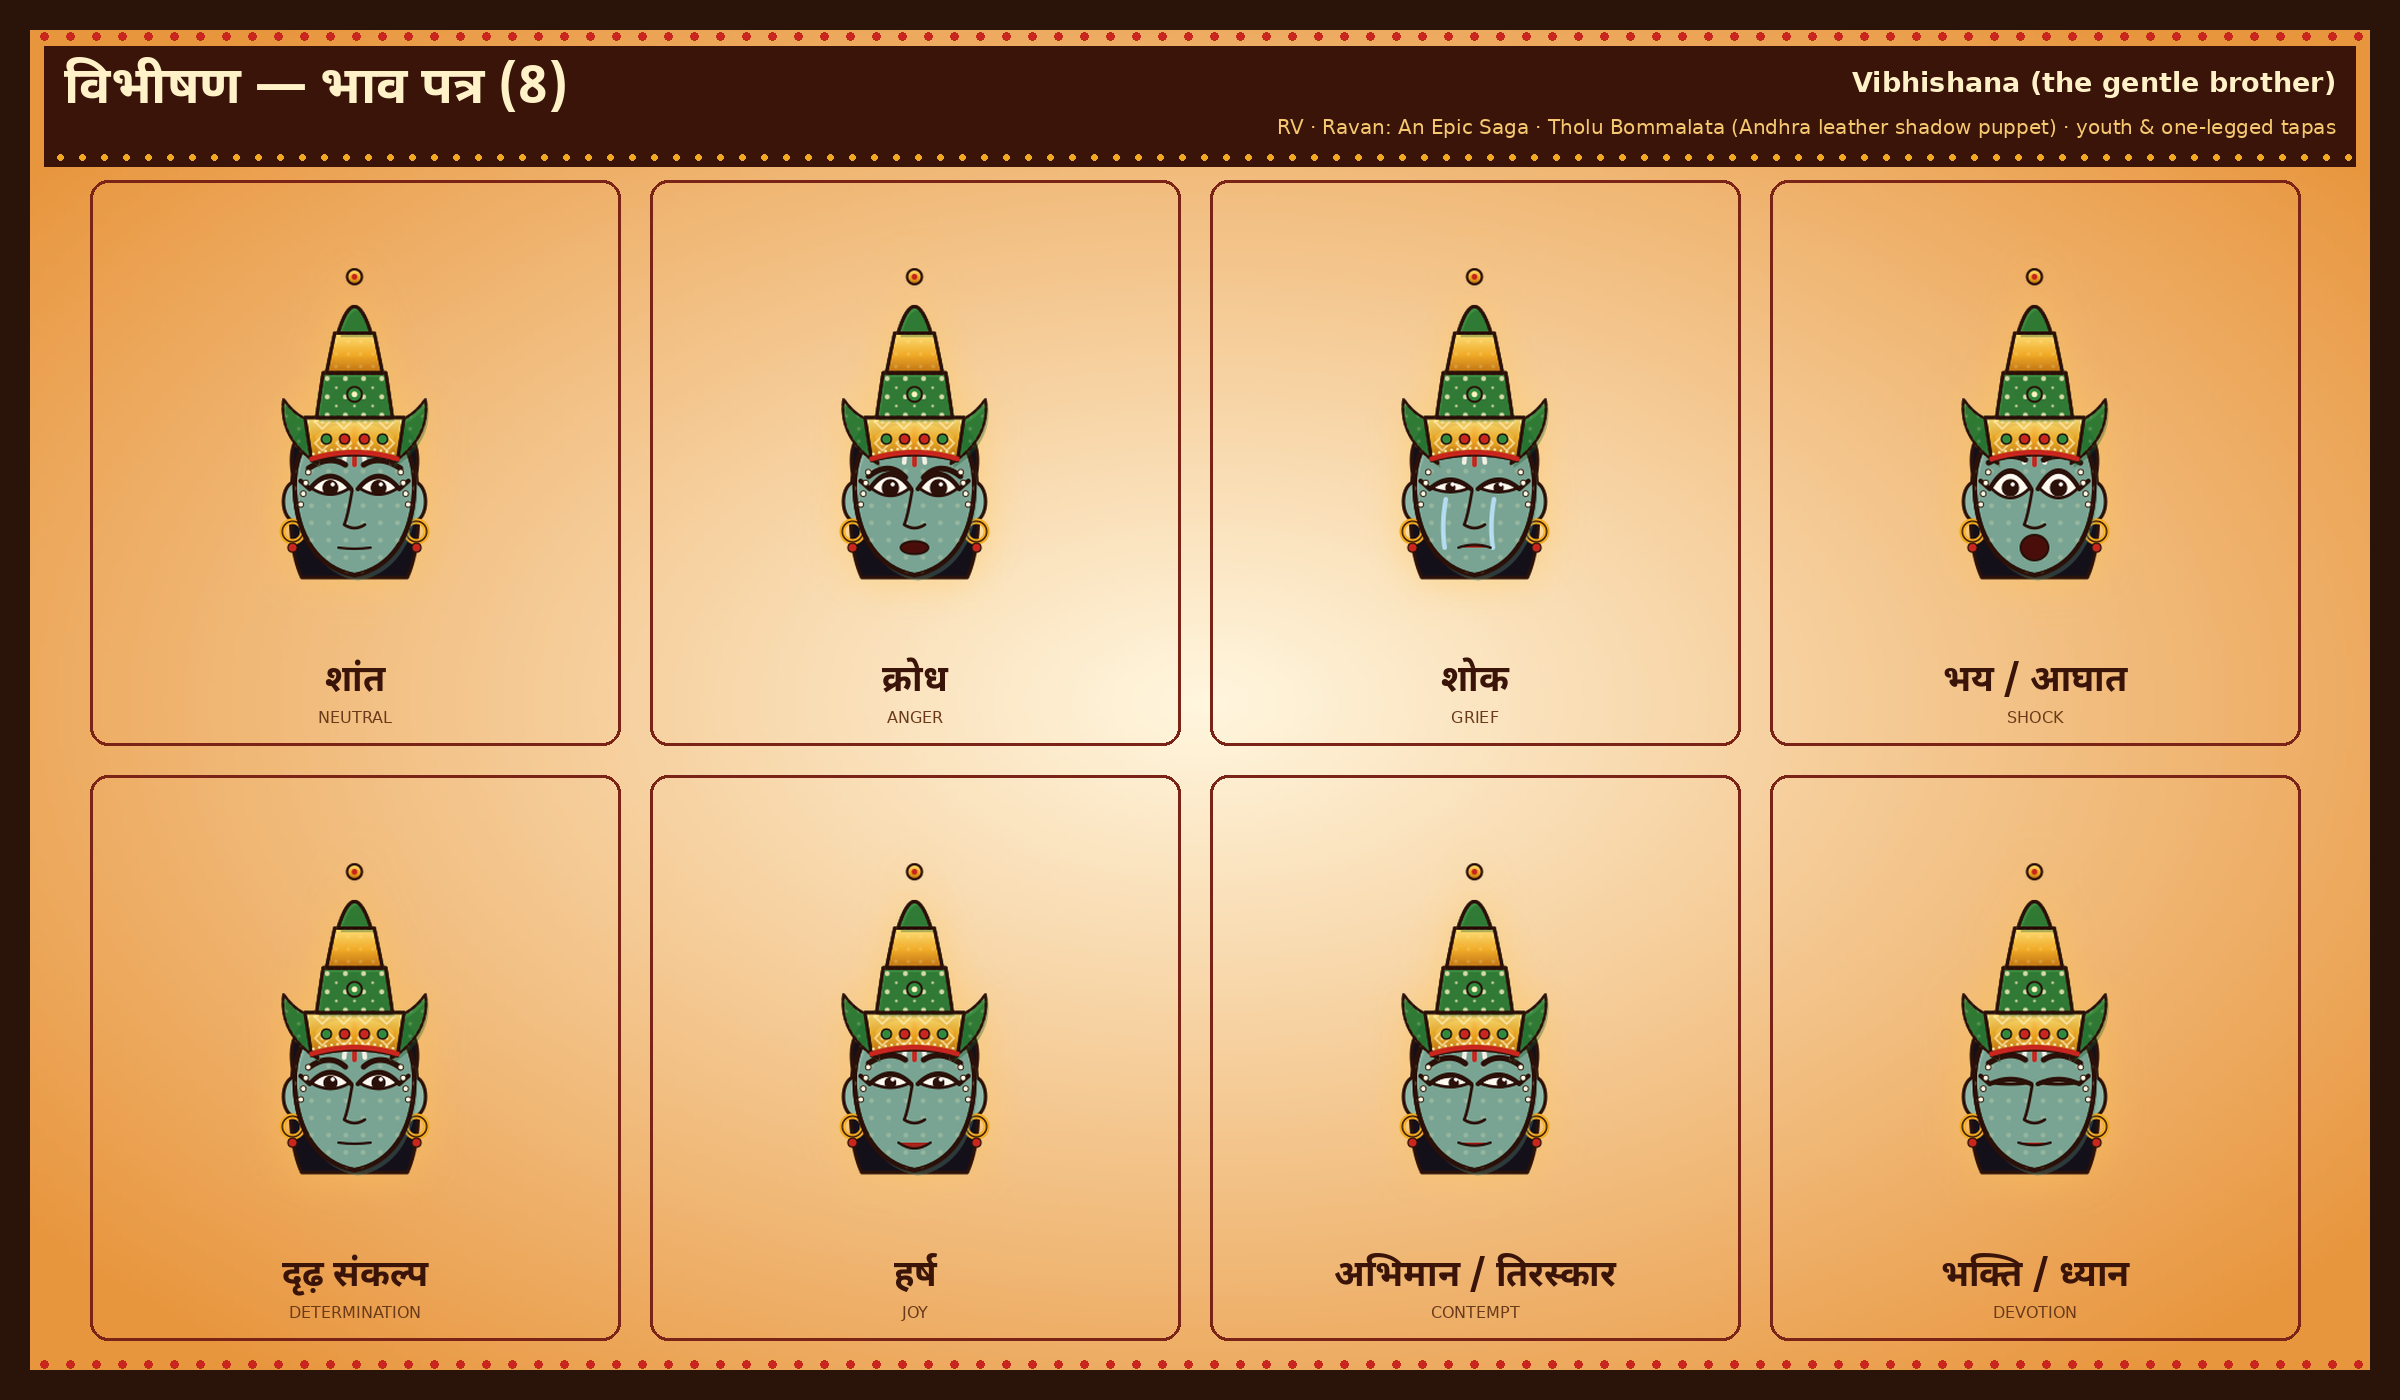 विभीषण — भाव पत्र (8)
Vibhishana (the gentle brother)
RV · Ravan: An Epic Saga · Tholu Bommalata (Andhra leather shadow puppet) · youth & one-legged tapas
शांत
NEUTRAL
क्रोध
ANGER
शोक
GRIEF
भय / आघात
SHOCK
दृढ़ संकल्प
DETERMINATION
हर्ष
JOY
अभिमान / तिरस्कार
CONTEMPT
भक्ति / ध्यान
DEVOTION